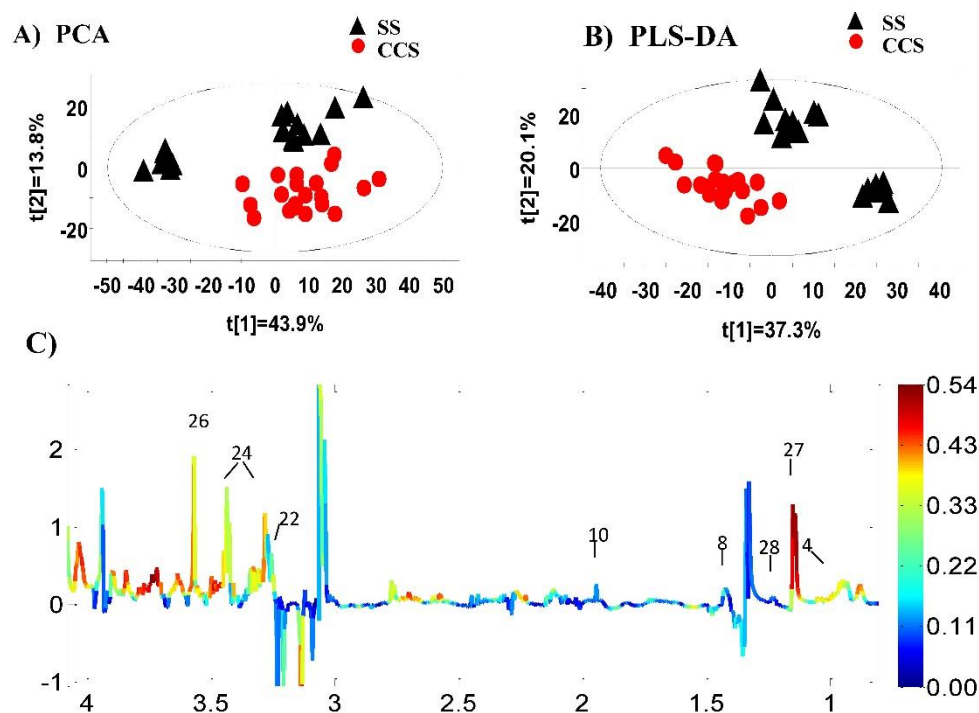 A) PCA
SS
CCS
B) PLS-DA
SS
CCS
t[2]=13.8%
20
0
-20
-50 -40 -30 -20 -10 0 10 20 30 40 50
t[1]=43.9%
t[2]=20.1%
20
0
-20
-40 -30 -20 -10 0 10 20 30 40
t[1]=37.3%
C)
2
1
0
-1
26
24
22
10
8
28
27
4
4 3.5 3 2.5 2 1.5 1
0.54
0.43
0.33
0.22
0.11
0.00